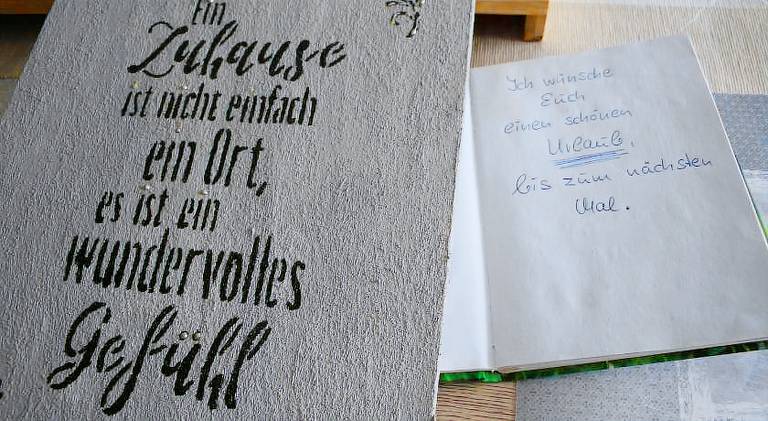 Ein
Zuhause
ist nicht einfach
ein Ort,
es ist ein
wundervolles
Gefühl
Ich wünsche
Euch
einen schönen
Urlaub,
bis zum nächsten
Mal.